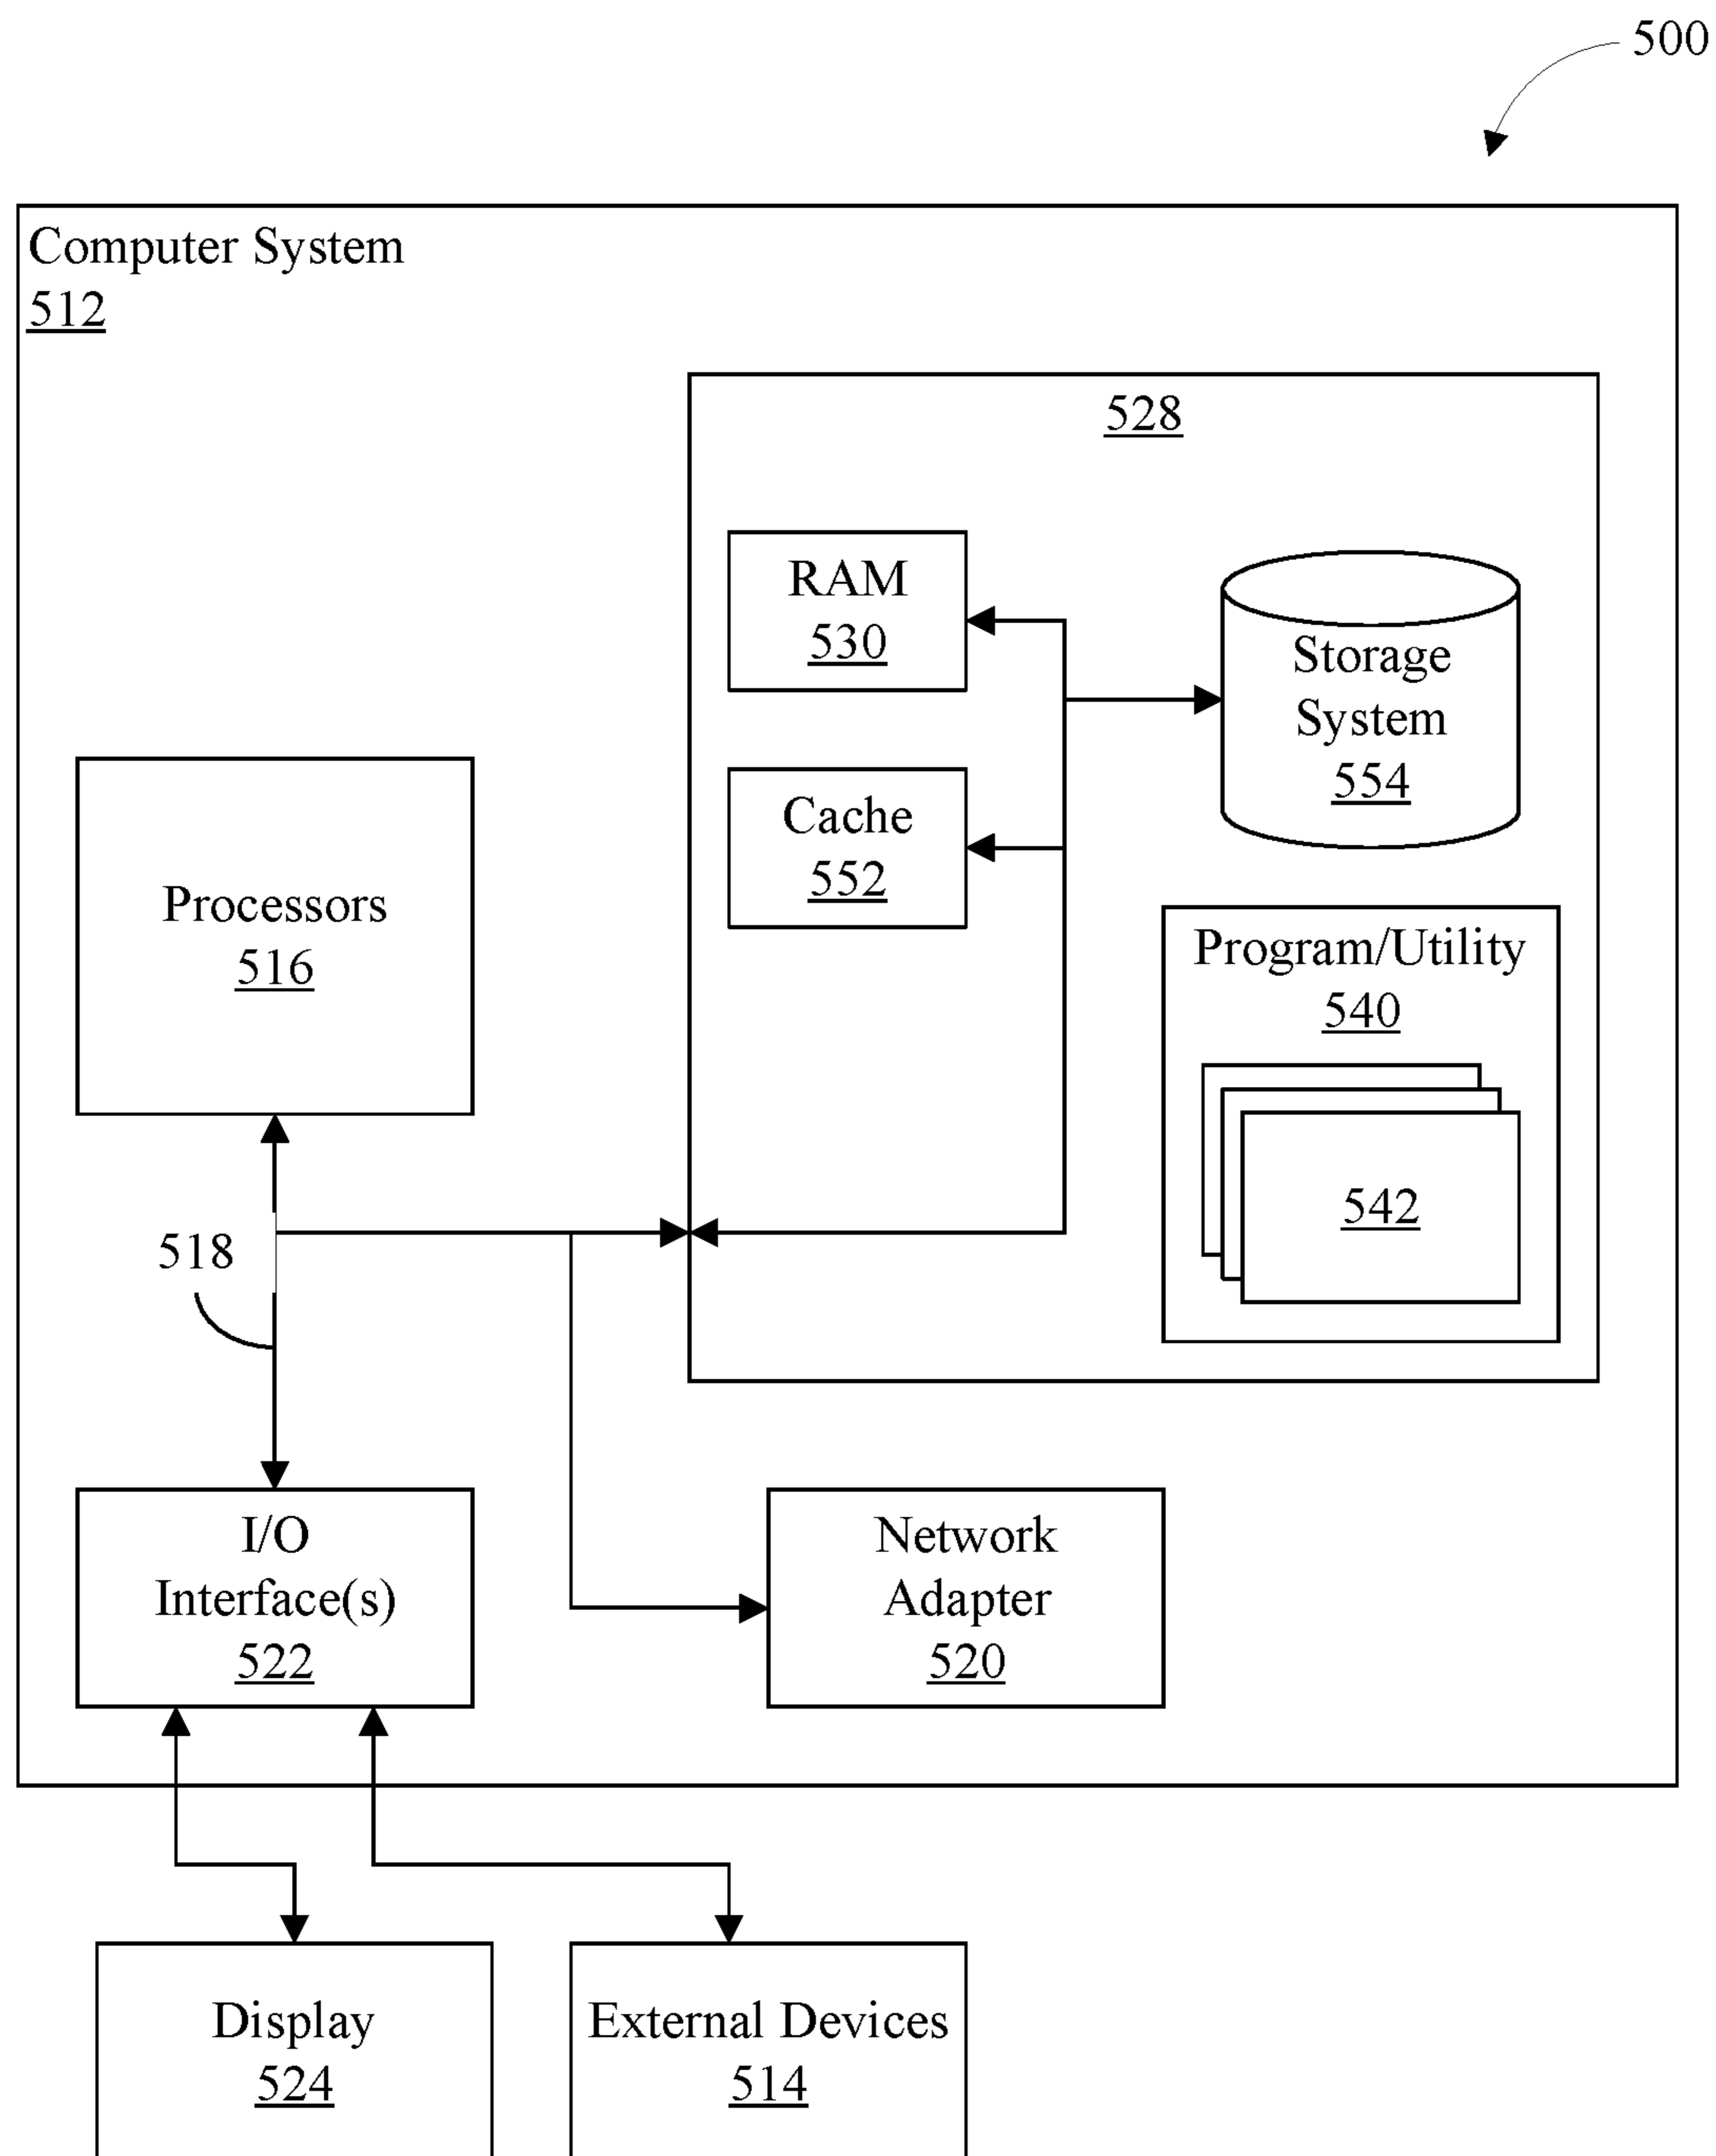 500
Computer System
512
528
RAM
530
Storage
System
554
Cache
552
Processors
516
Program/Utility
540
542
518
I/O
Interface(s)
522
Network
Adapter
520
Display
524
External Devices
514